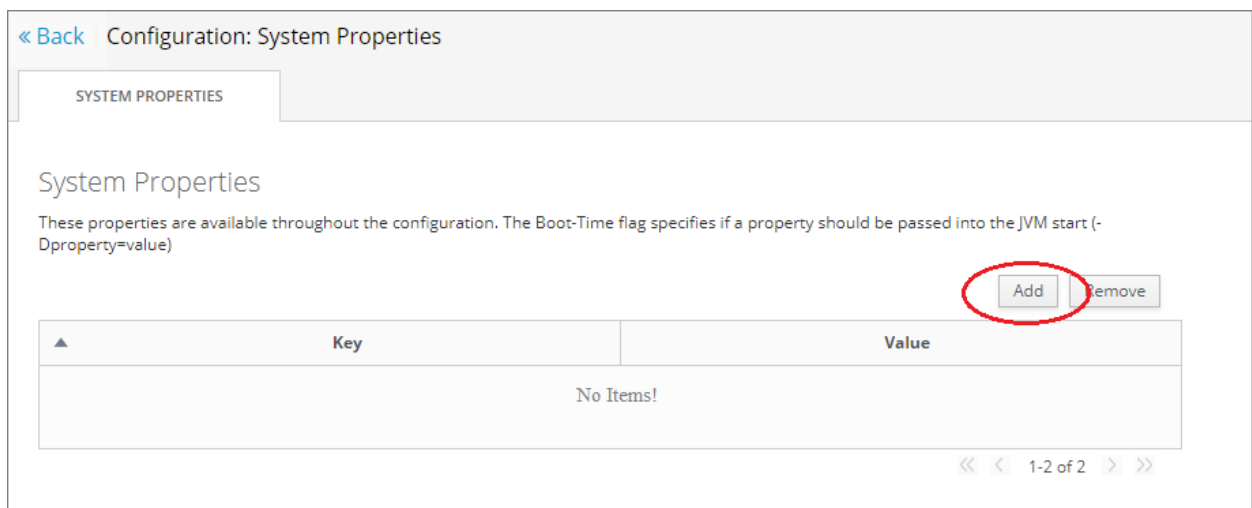 « Back Configuration: System Properties
SYSTEM PROPERTIES
System Properties
These properties are available throughout the configuration. The Boot-Time flag specifies if a property should be passed into the JVM start (-
Dproperty=value)
Add Remove
Key Value
No Items!
1-2 of 2